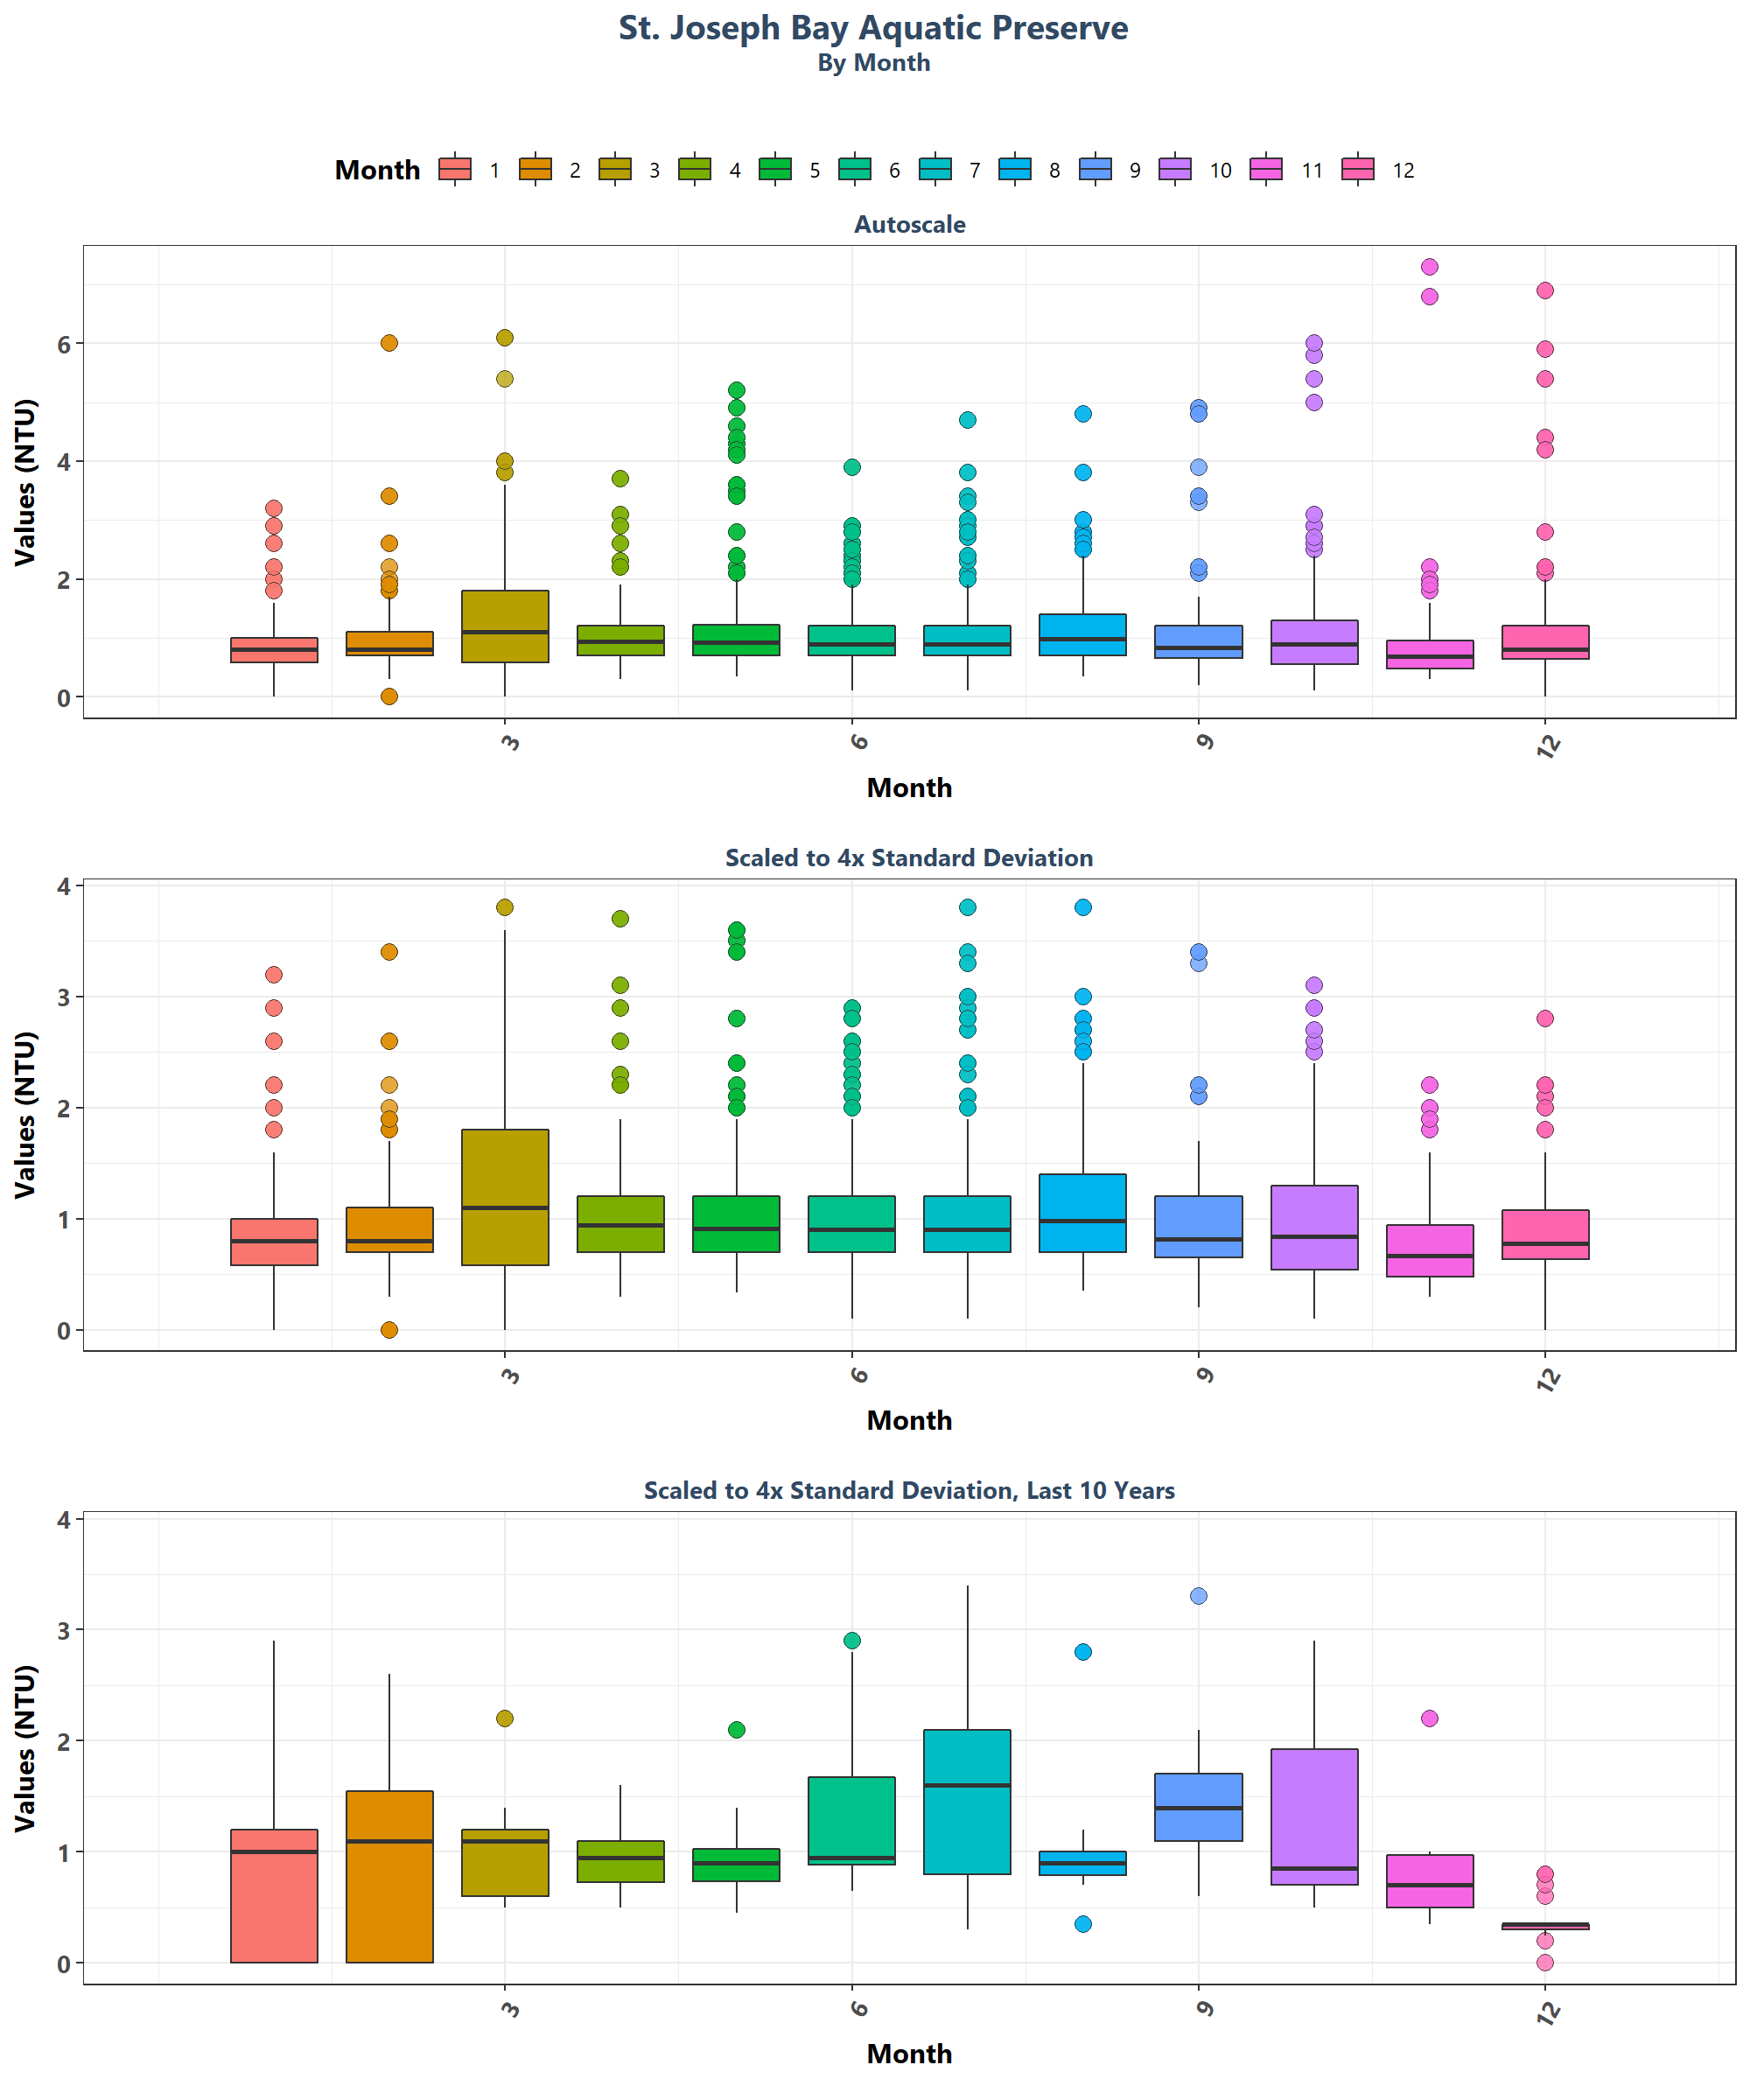 St. Joseph Bay Aquatic Preserve
By Month
Month 1 2 3 4 5 6 7 8 9 10 11 12
Autoscale
Values (NTU)
6
4
2
0
3 6 9 12
Month
Scaled to 4x Standard Deviation
Values (NTU)
4
3
2
1
0
3 6 9 12
Month
Scaled to 4x Standard Deviation, Last 10 Years
Values (NTU)
4
3
2
1
0
3 6 9 12
Month